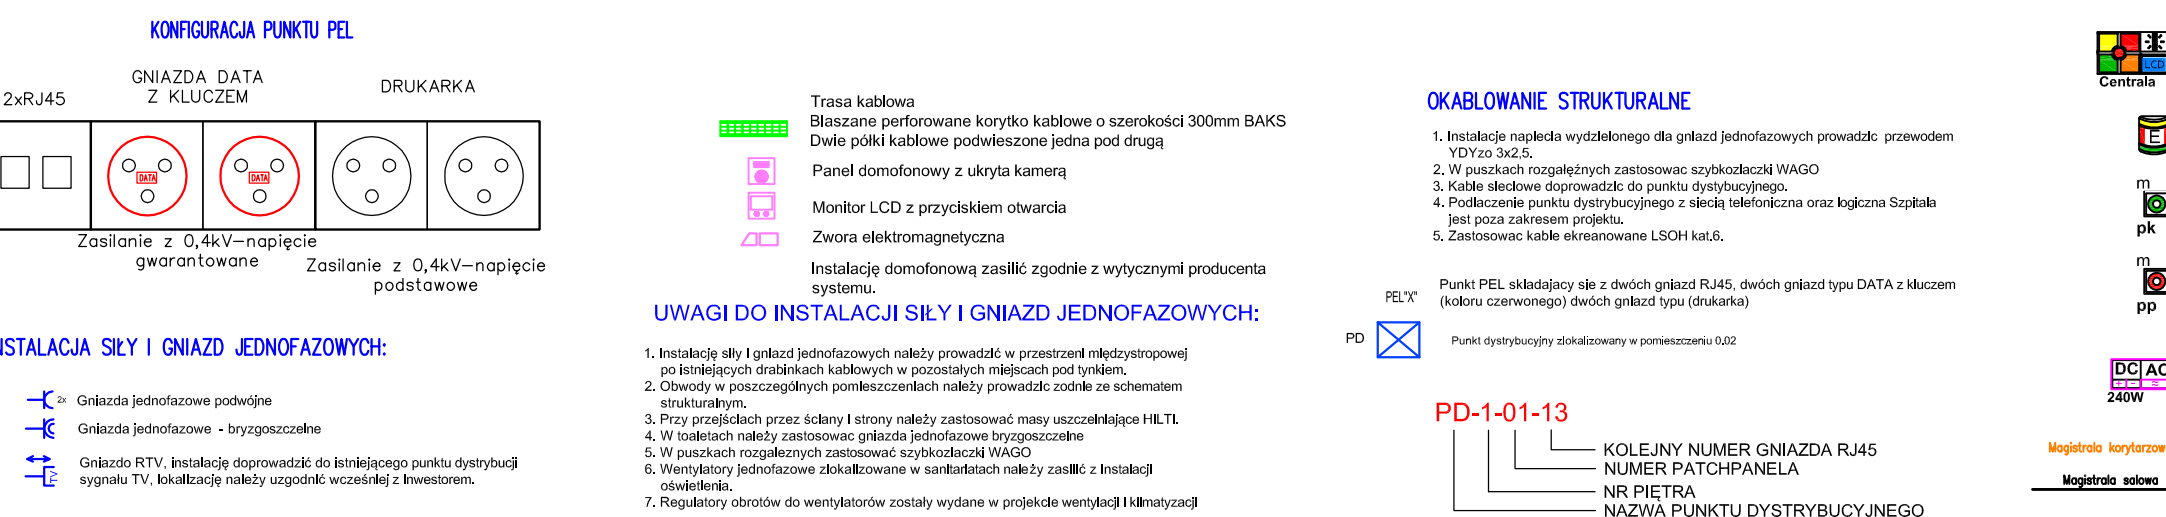 KONFIGURACJA PUNKTU PEL
2xRJ45
GNIAZDA DATA
Z KLUCZEM
DRUKARKA
DATA
DATA
Zasilanie z 0,4kV-napięcie
gwarantowane
Zasilanie z 0,4kV-napięcie
podstawowe
NSTALACJA SIŁY I GNIAZD JEDNOFAZOWYCH:
2x Gniazda jednofazowe podwójne
Gniazda jednofazowe - bryzgoszczelne
TV
Gniazdo RTV, instalację doprowadzić do istniejącego punktu dystrybucji
sygnału TV, lokalizację należy uzgodnić wcześniej z Inwestorem.
Trasa kablowa
Blaszane perforowane korytko kablowe o szerokości 300mm BAKS
Dwie półki kablowe podwieszone jedna pod drugą
Panel domofonowy z ukryta kamerą
Monitor LCD z przyciskiem otwarcia
Zwora elektromagnetyczna
Instalację domofonową zasilić zgodnie z wytycznymi producenta
systemu.
UWAGI DO INSTALACJI SIŁY I GNIAZD JEDNOFAZOWYCH:
1. Instalację siły i gniazd jednofazowych należy prowadzić w przestrzeni międzystropowej
po istniejących drabinkach kablowych w pozostałych miejscach pod tynkiem.
2. Obwody w poszczególnych pomieszczeniach należy prowadzic zodnie ze schematem
strukturalnym.
3. Przy przejściach przez ściany i strony należy zastosować masy uszczelniające HILTI.
4. W toaletach należy zastosowac gniazda jednofazowe bryzgoszczelne
5. W puszkach rozgaleznych zastosować szybkozlaczki WAGO
6. Wentylatory jednofazowe zlokalizowane w sanitariatach należy zasilić z Instalacji
oświetlenia.
7. Regulatory obrotów do wentylatorów zostały wydane w projekcie wentylacji i klimatyzacji
OKABLOWANIE STRUKTURALNE
1. Instalacje napiecia wydzielonego dla gniazd jednofazowych prowadzic przewodem
YDYzo 3x2,5.
2. W puszkach rozgałęźnych zastosowac szybkozlaczki WAGO
3. Kable sieciowe doprowadzic do punktu dystybucyjnego.
4. Podlaczenie punktu dystrybucyjnego z siecią telefoniczna oraz logiczna Szpitala
jest poza zakresem projektu.
5. Zastosowac kable ekreanowane LSOH kat.6.
PEL"X"
Punkt PEL skladajacy sie z dwóch gniazd RJ45, dwóch gniazd typu DATA z kluczem
(koloru czerwonego) dwóch gniazd typu (drukarka)
PD
Punkt dystrybucyjny zlokalizowany w pomieszczeniu 0.02
PD-1-01-13
KOLEJNY NUMER GNIAZDA RJ45
NUMER PATCHPANELA
NR PIĘTRA
NAZWA PUNKTU DYSTRYBUCYJNEGO
LCD
Centrala
E
m
pk
m
pp
DC AC
+ - ≈
240W
Magistrala korytarzow
Magistrala salowa